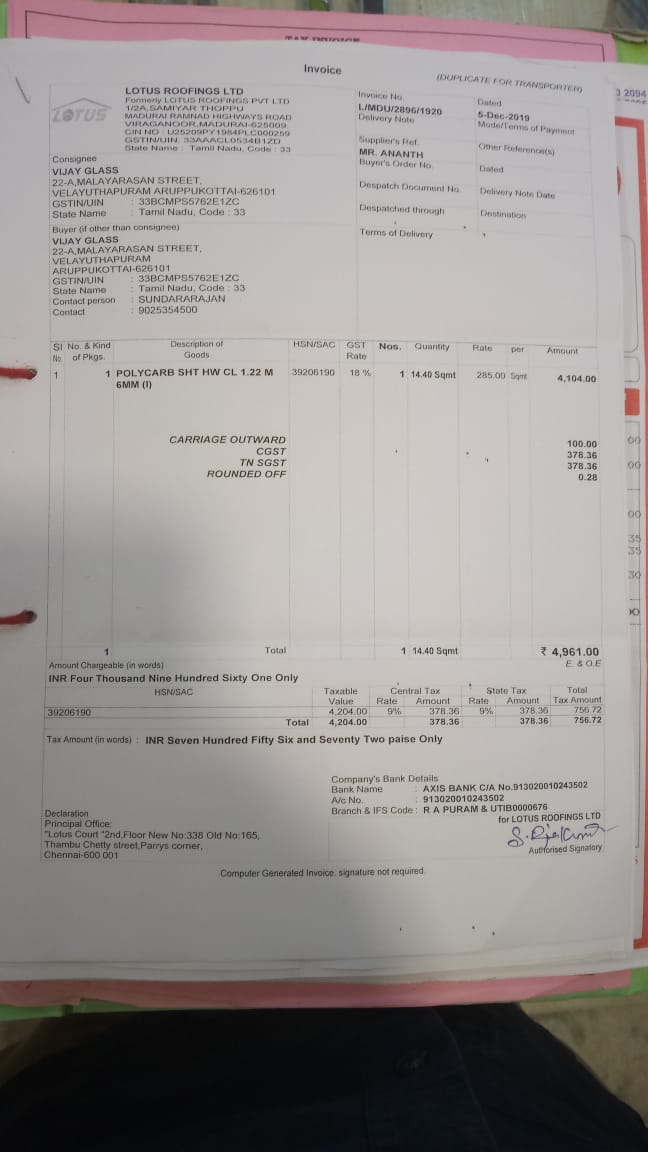 TAX INVOICE
Invoice
(DUPLICATE FOR TRANSPORTER)
LOTUS
LOTUS ROOFINGS LTD
Formerly LOTUS ROOFINGS PVT LTD
1/2A,SAMIYAR THOPPU
MADURAI RAMNAD HIGHWAYS ROAD
VIRAGANOOR,MADURAI-625009
CIN NO : U25209PY1984PLC000259
GSTIN/UIN: 33AAACL0534B1ZD
State Name : Tamil Nadu, Code : 33
Invoice No.
L/MDU/2896/1920
Dated
5-Dec-2019
Delivery Note
Mode/Terms of Payment
Supplier's Ref.
MR. ANANTH
Other Reference(s)
Buyer's Order No.
Dated
Despatch Document No.
Delivery Note Date
Despatched through
Destination
Terms of Delivery
Consignee
VIJAY GLASS
22-A,MALAYARASAN STREET,
VELAYUTHAPURAM ARUPPUKOTTAI-626101
GSTIN/UIN : 33BCMPS5762E1ZC
State Name : Tamil Nadu, Code : 33
Buyer (if other than consignee)
VIJAY GLASS
22-A,MALAYARASAN STREET,
VELAYUTHAPURAM
ARUPPUKOTTAI-626101
GSTIN/UIN : 33BCMPS5762E1ZC
State Name : Tamil Nadu, Code : 33
Contact person : SUNDARARAJAN
Contact : 9025354500
Sl No. No. & Kind of Pkgs. Description of Goods HSN/SAC GST Rate Nos. Quantity Rate per Amount
1 1 POLYCARB SHT HW CL 1.22 M 39206190 18 % 1 14.40 Sqmt 285.00 Sqmt 4,104.00
6MM (I)
CARRIAGE OUTWARD 100.00
CGST 378.36
TN SGST 378.36
ROUNDED OFF 0.28
1 Total 1 14.40 Sqmt ₹ 4,961.00
Amount Chargeable (in words) E. & O.E
INR Four Thousand Nine Hundred Sixty One Only
HSN/SAC Taxable Value Central Tax Rate Amount State Tax Rate Amount Total Tax Amount
39206190 4,204.00 9% 378.36 9% 378.36 756.72
Total 4,204.00 378.36 378.36 756.72
Tax Amount (in words) : INR Seven Hundred Fifty Six and Seventy Two paise Only
Company's Bank Details
Bank Name : AXIS BANK C/A No.913020010243502
A/c No. : 913020010243502
Branch & IFS Code : R A PURAM & UTIB0000676
for LOTUS ROOFINGS LTD
Authorised Signatory
Declaration
Principal Office:
"Lotus Court "2nd,Floor New No:338 Old No:165,
Thambu Chetty street,Parrys corner,
Chennai-600 001
Computer Generated Invoice. signature not required.